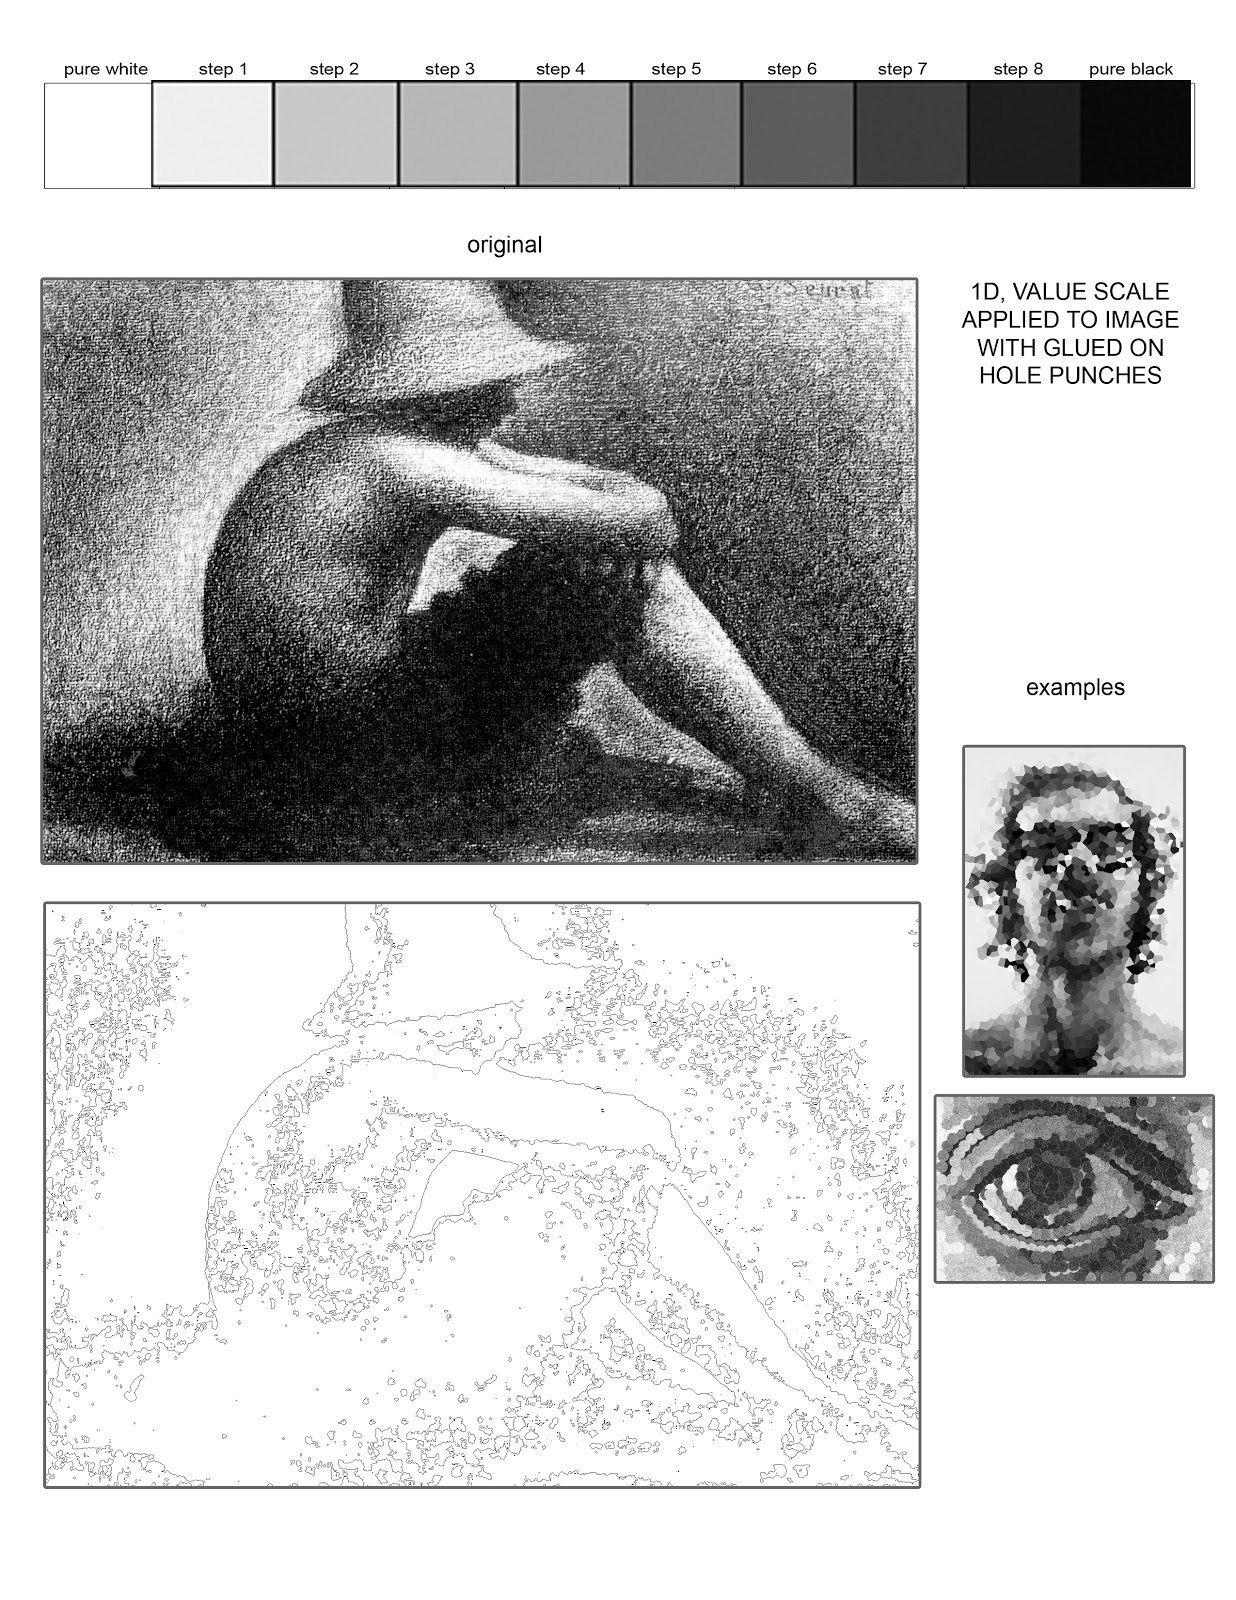 pure white step 1 step 2 step 3 step 4 step 5 step 6 step 7 step 8 pure black
original
Seurat
1D, VALUE SCALE
APPLIED TO IMAGE
WITH GLUED ON
HOLE PUNCHES
examples